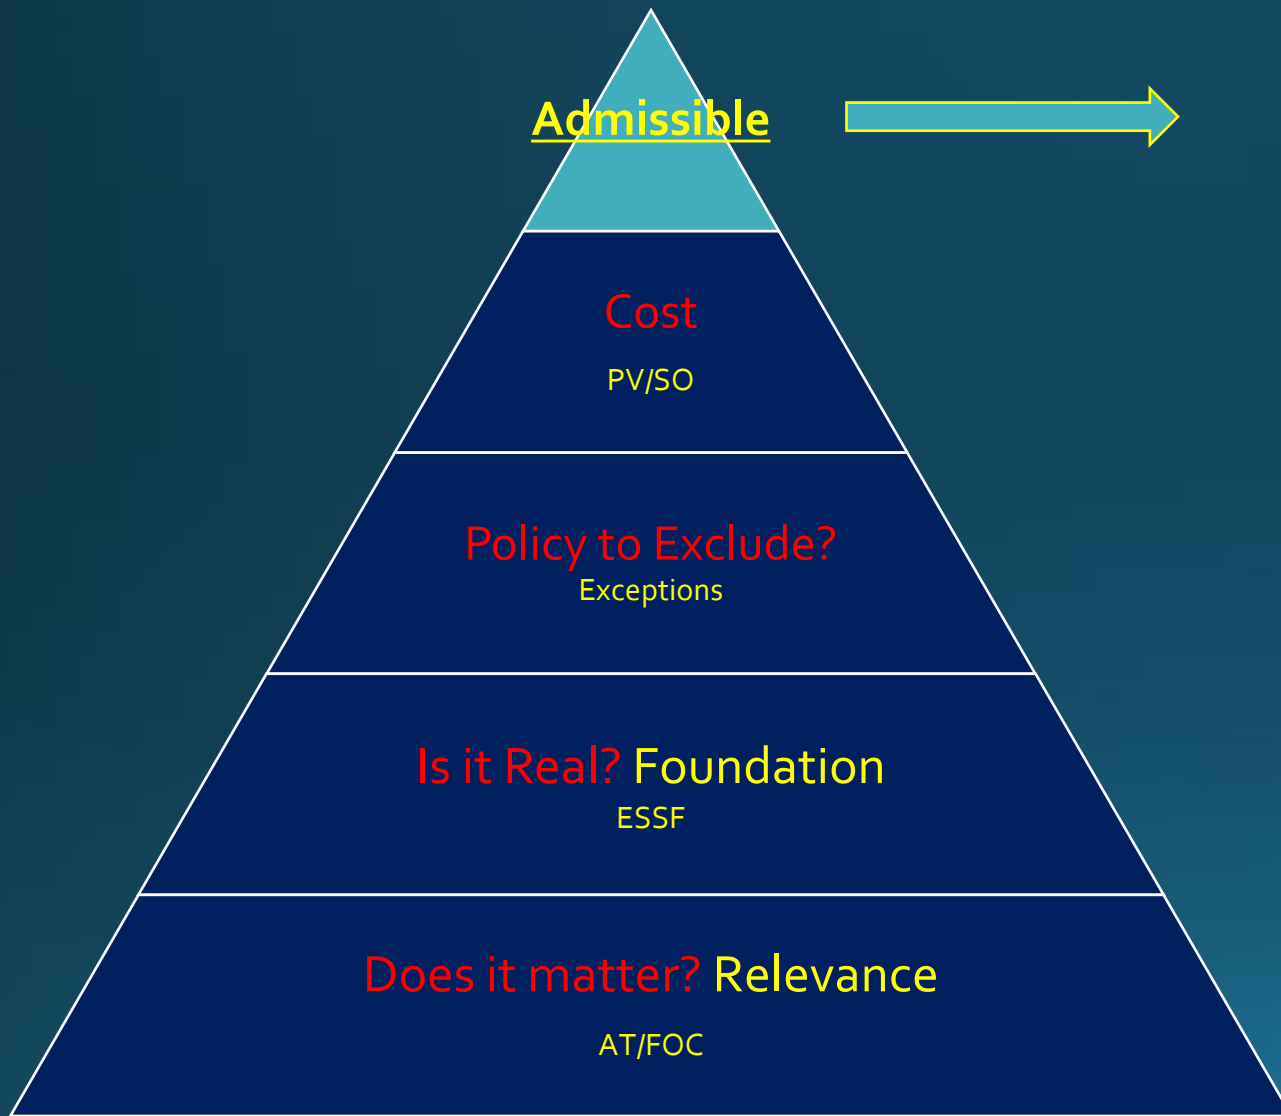 Admissible
Cost
PV/SO
Policy to Exclude?
Exceptions
Is it Real? Foundation
ESSF
Does it matter? Relevance
AT/FOC